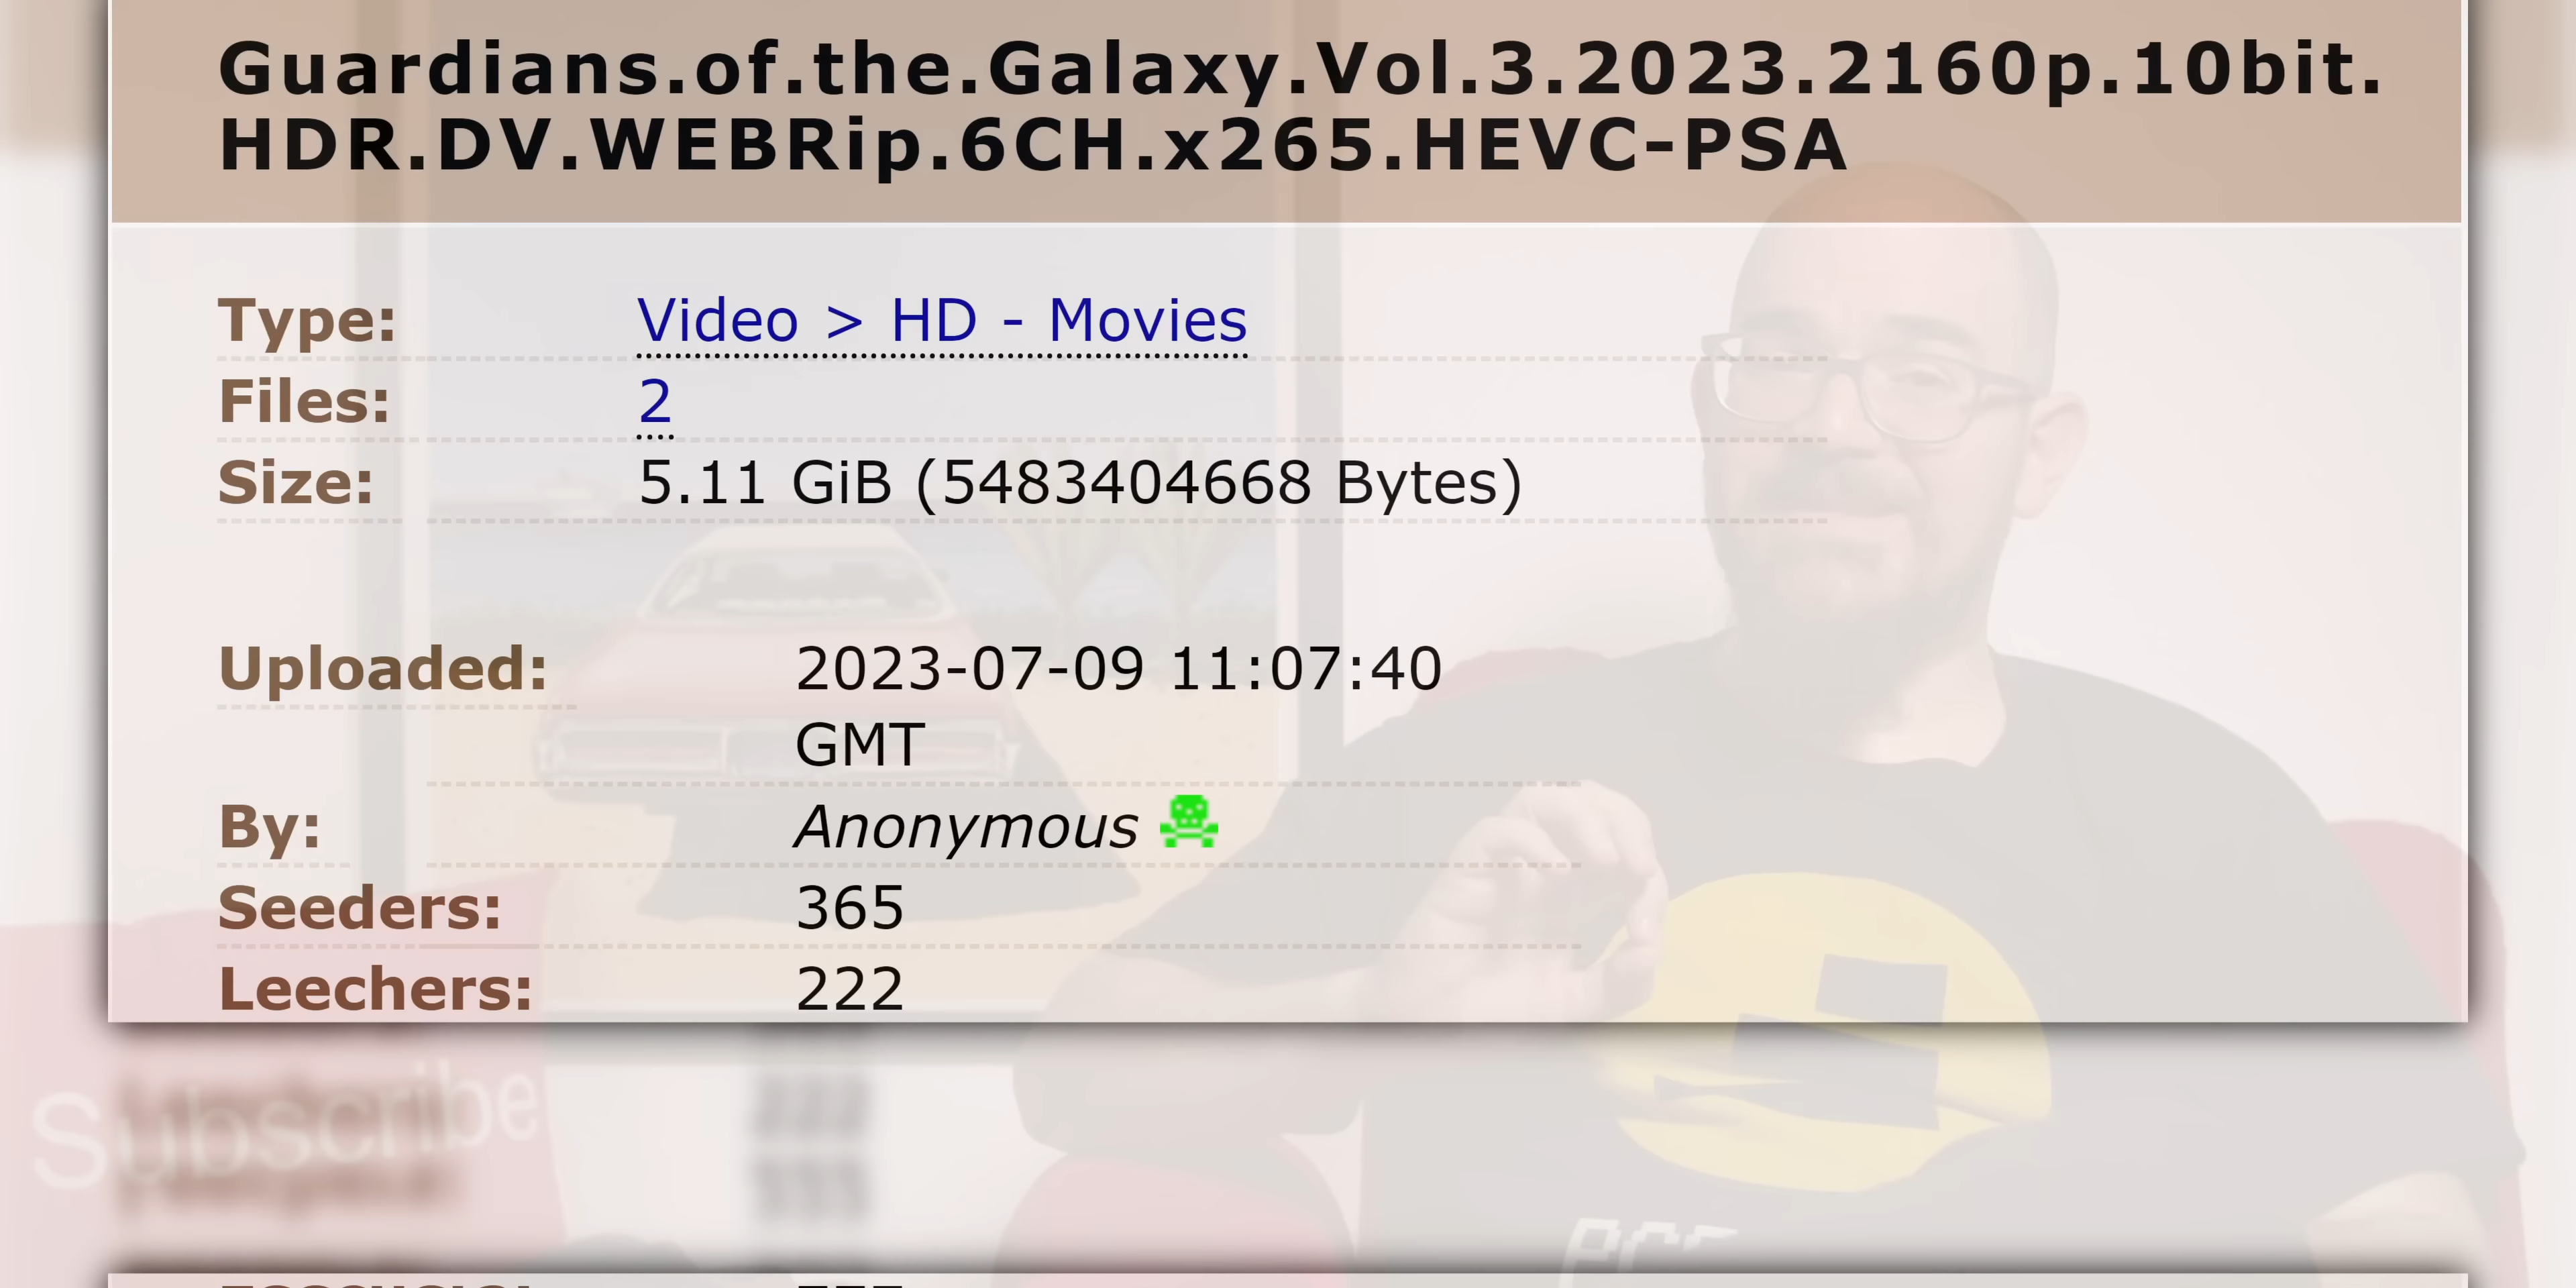 Guardians.of.the.Galaxy.Vol.3.2023.2160p.10bit.
HDR.DV.WEBRip.6CH.x265.HEVC-PSA
Type: Video > HD - Movies
Files: 2
Size: 5.11 GiB (5483404668 Bytes)
Uploaded: 2023-07-09 11:07:40
GMT
By: Anonymous
Seeders: 365
Leechers: 222
Subscribe